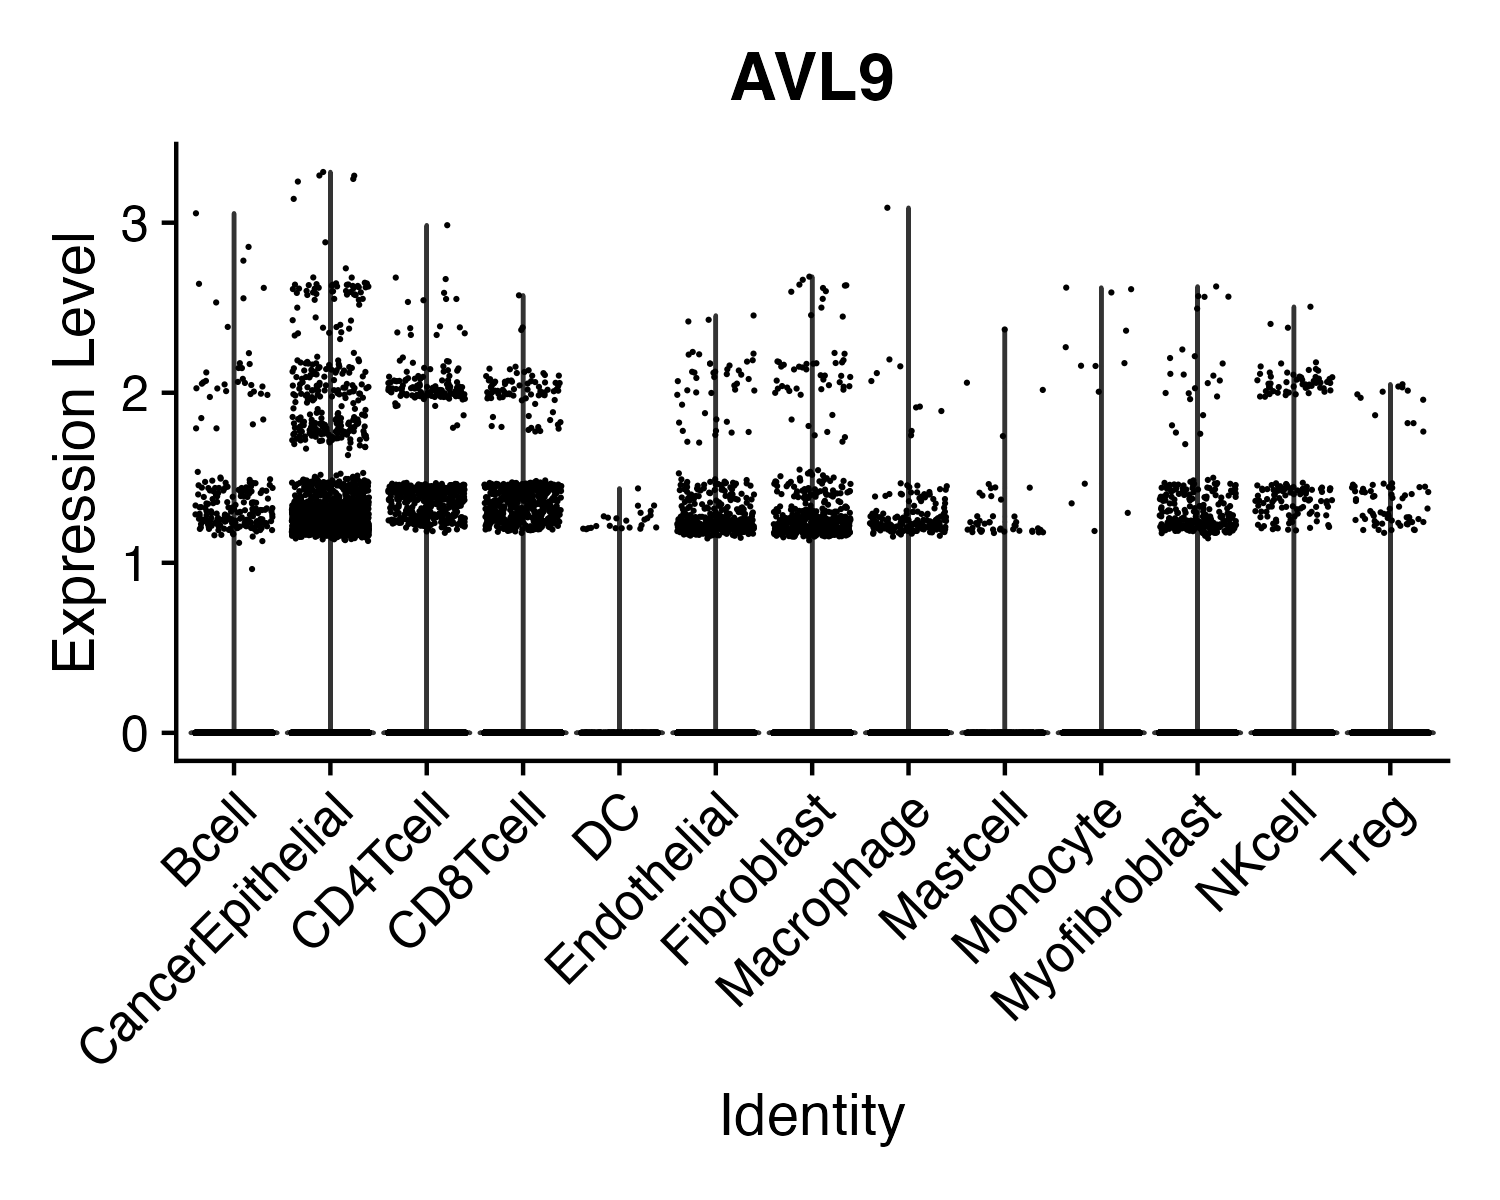 AVL9
Expression Level
3
2
1
0
Bcell
CancerEpithelial
CD4Tcell
CD8Tcell
DC
Endothelial
Fibroblast
Macrophage
Mastcell
Monocyte
Myofibroblast
NKcell
Treg
Identity